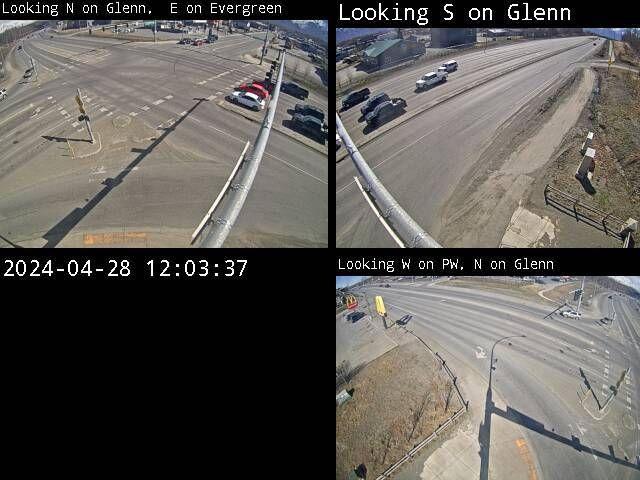 Looking N on Glenn, E on Evergreen
Looking S on Glenn
2024-04-28 12:03:37
Looking W on PW, N on Glenn